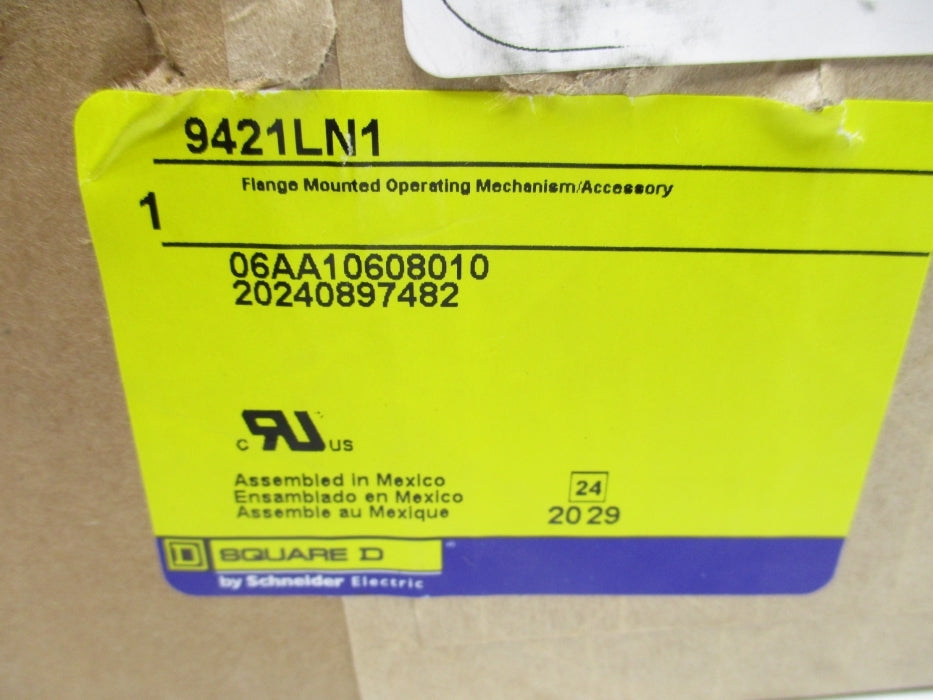 9421LN1
Flange Mounted Operating Mechanism/Accessory
1
06AA10608010
20240897482
c RU US
Assembled in Mexico
Ensamblado en Mexico
Assemble au Mexique
24
20 29
D SQUARE D
by Schneider Electric